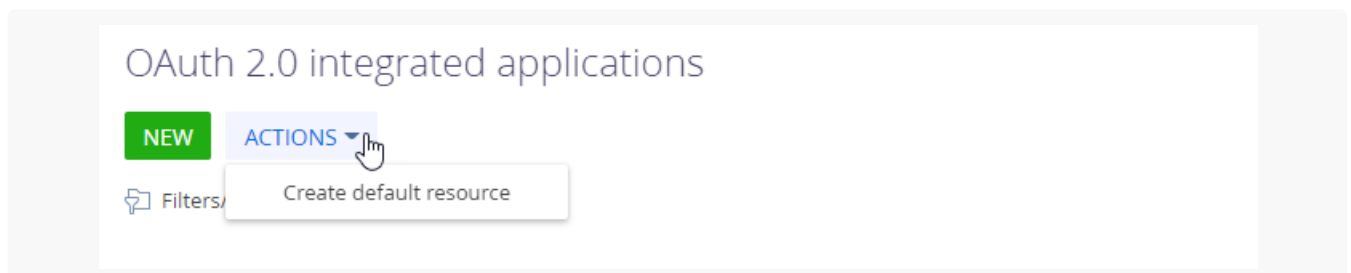 OAuth 2.0 integrated applications
NEW ACTIONS
Create default resource
Filters/